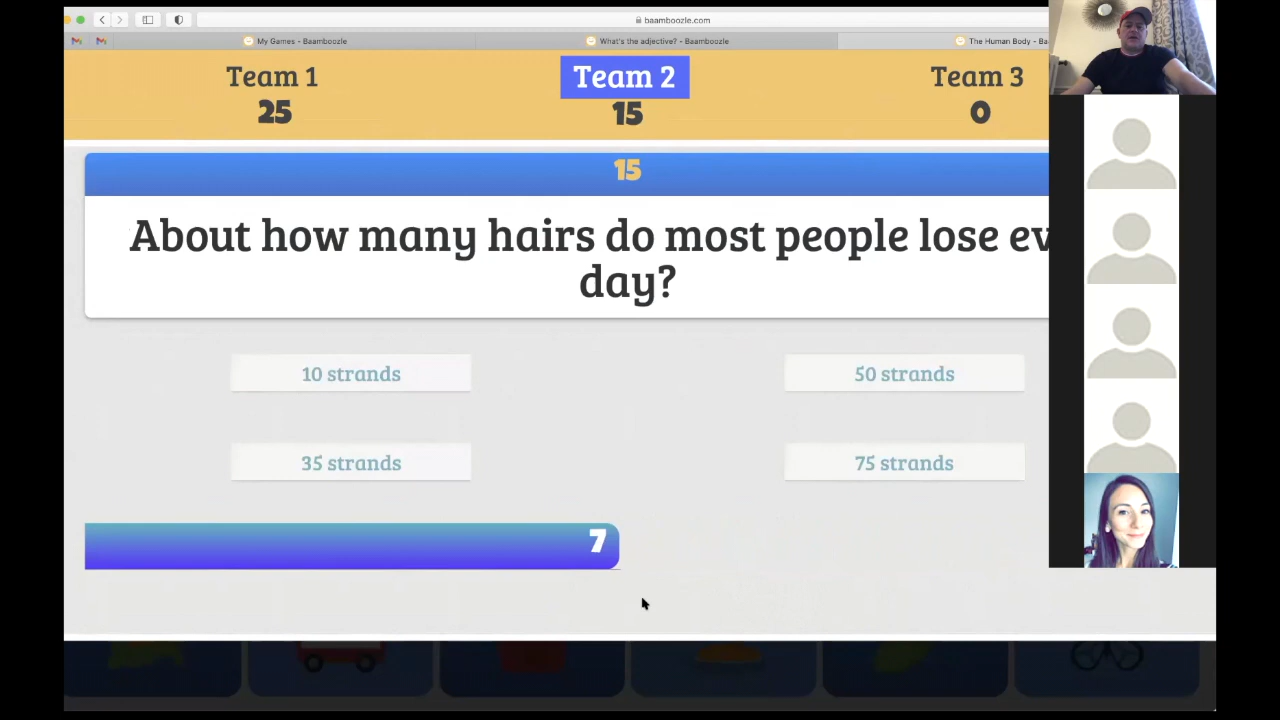 baamboozle.com
My Games - Baamboozle
What's the adjective? - Baamboozle
The Human Body - Ba
Team 1
Team 2
Team 3
25
15
0
15
About how many hairs do most people lose ev
day?
10 strands
50 strands
35 strands
75 strands
7